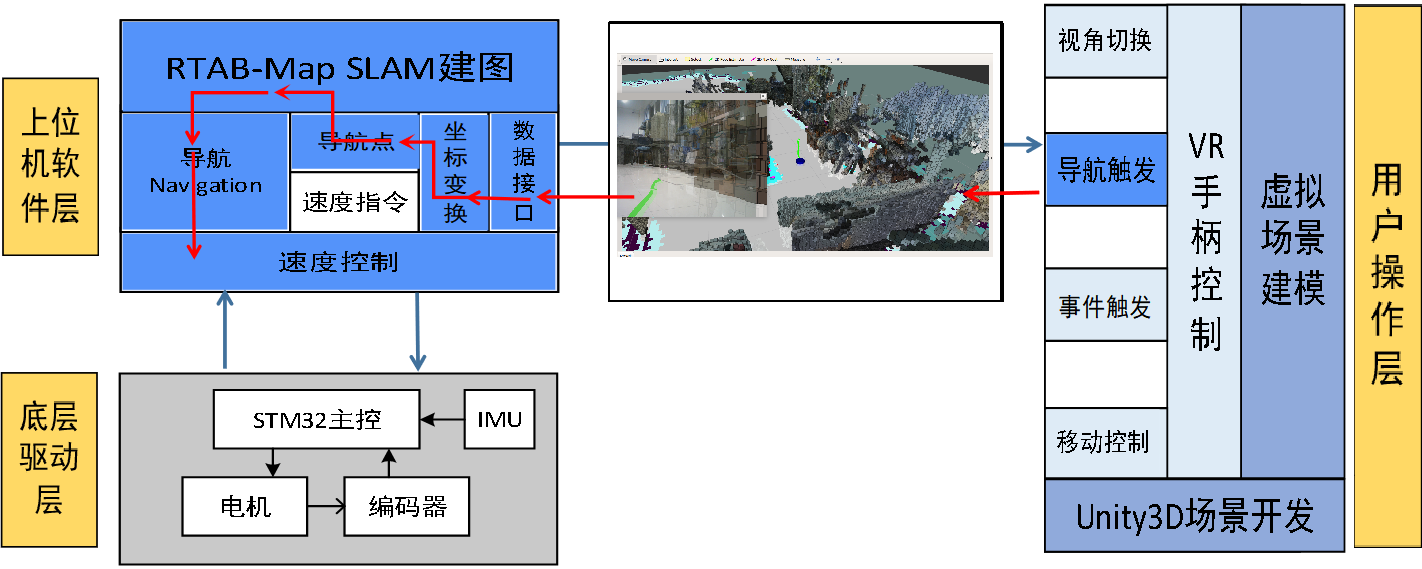 上位
机软
件层
RTAB-Map SLAM建图
导航
Navigation
导航点
速度指令
坐
标
变
换
数
据
接
口
速度控制
底层
驱动
层
STM32主控
IMU
电机
编码器
视角切换
导航触发
事件触发
移动控制
VR
手
柄
控
制
虚拟
场景
建模
Unity3D场景开发
用
户
操
作
层